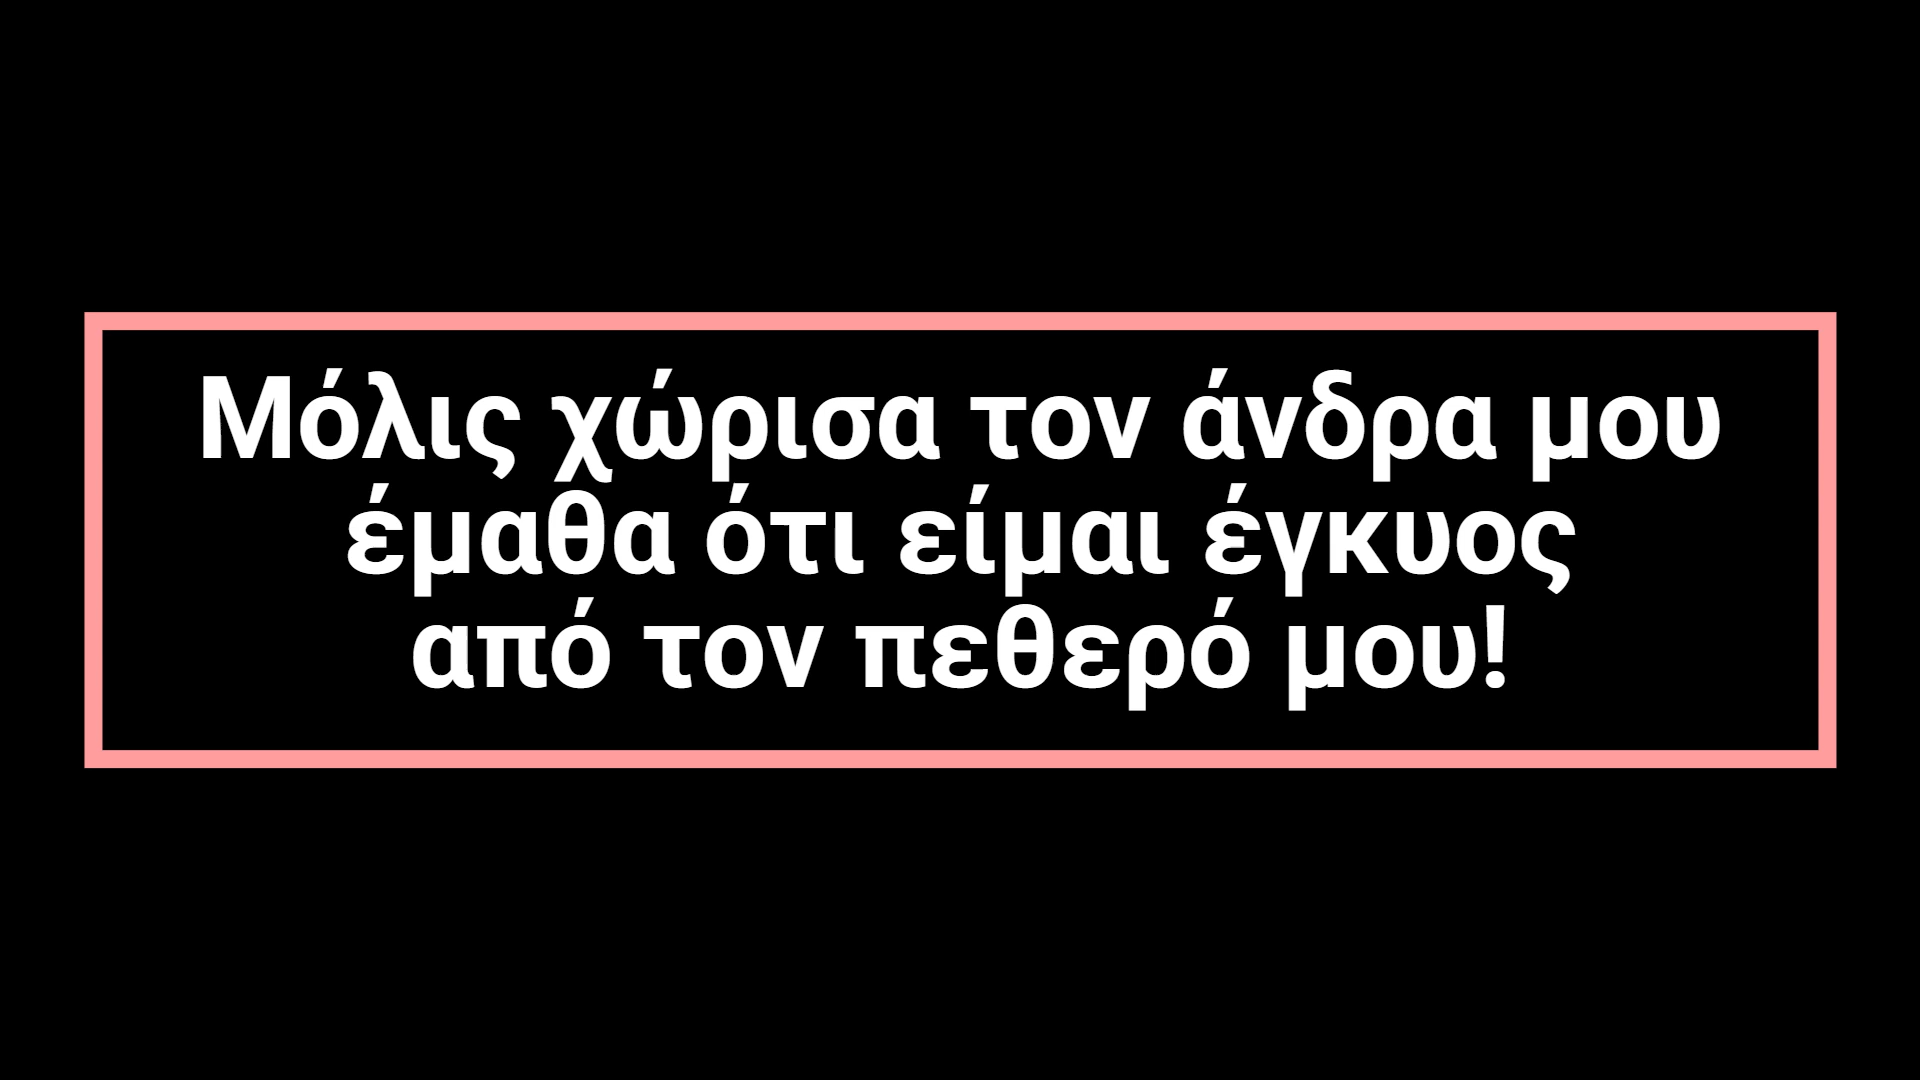 Μόλις χώρισα τον άνδρα μου
έμαθα ότι είμαι έγκυος
από τον πεθερό μου!